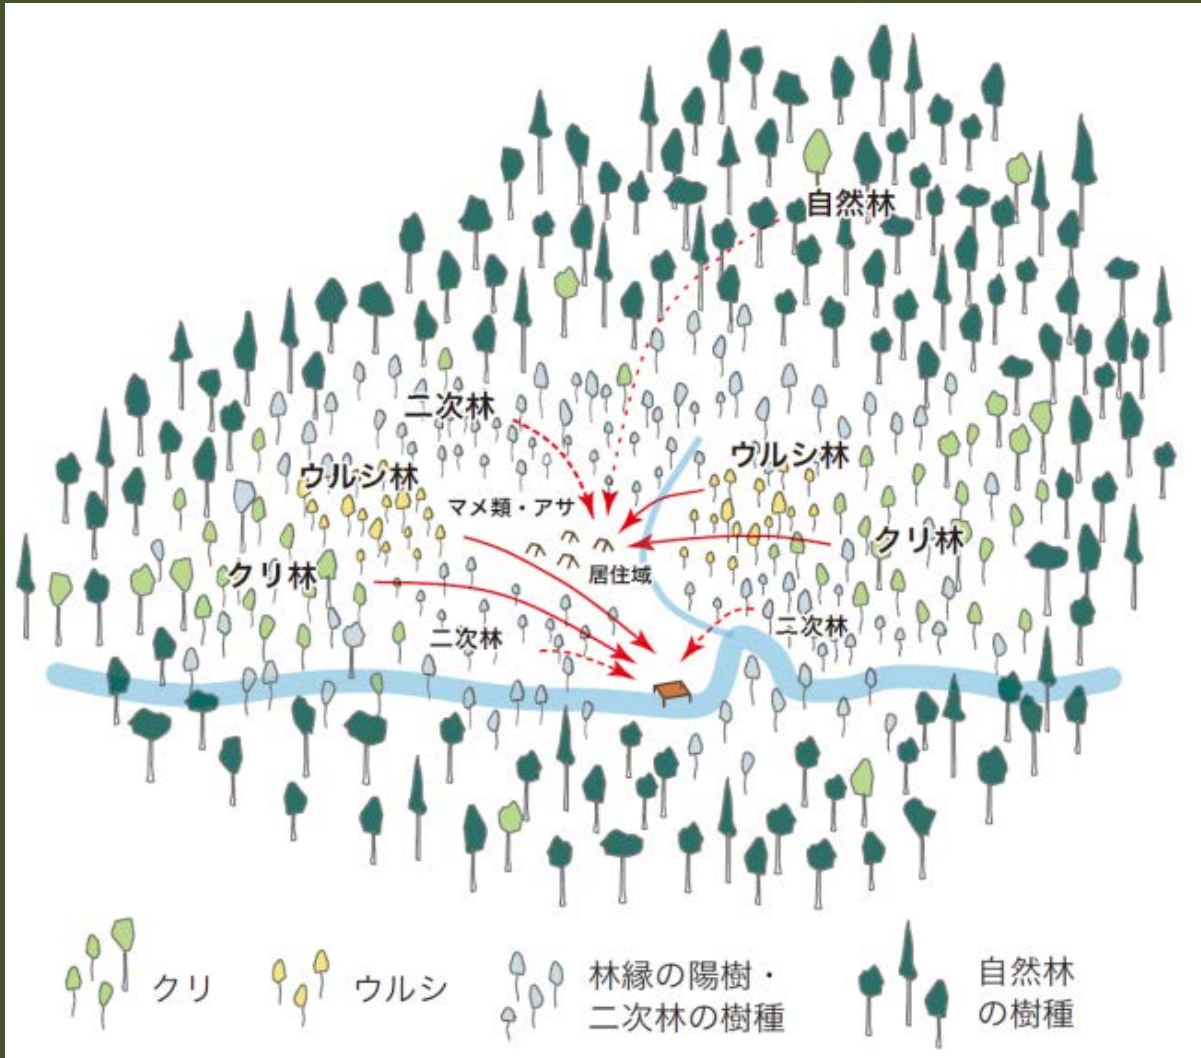 自然林
二次林
ウルシ林
ウルシ林
マメ類・アサ
クリ林
クリ林
居住域
二次林
二次林
クリ
ウルシ
林縁の陽樹・
二次林の樹種
自然林
の樹種